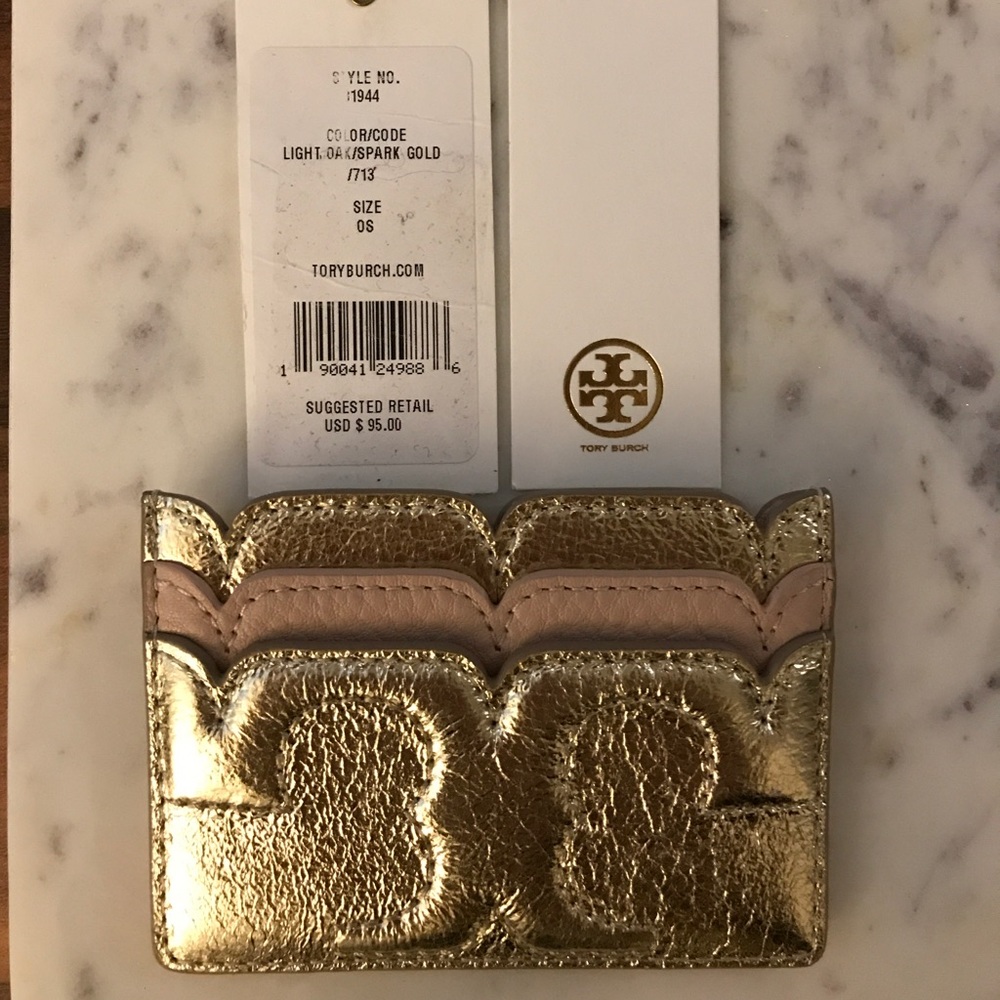 STYLE NO.
1944
COLOR/CODE
LIGHT OAK/SPARK GOLD
/713
SIZE
OS
TORYBURCH.COM
1 90041 24988 6
SUGGESTED RETAIL
USD $ 95.00
TORY BURCH